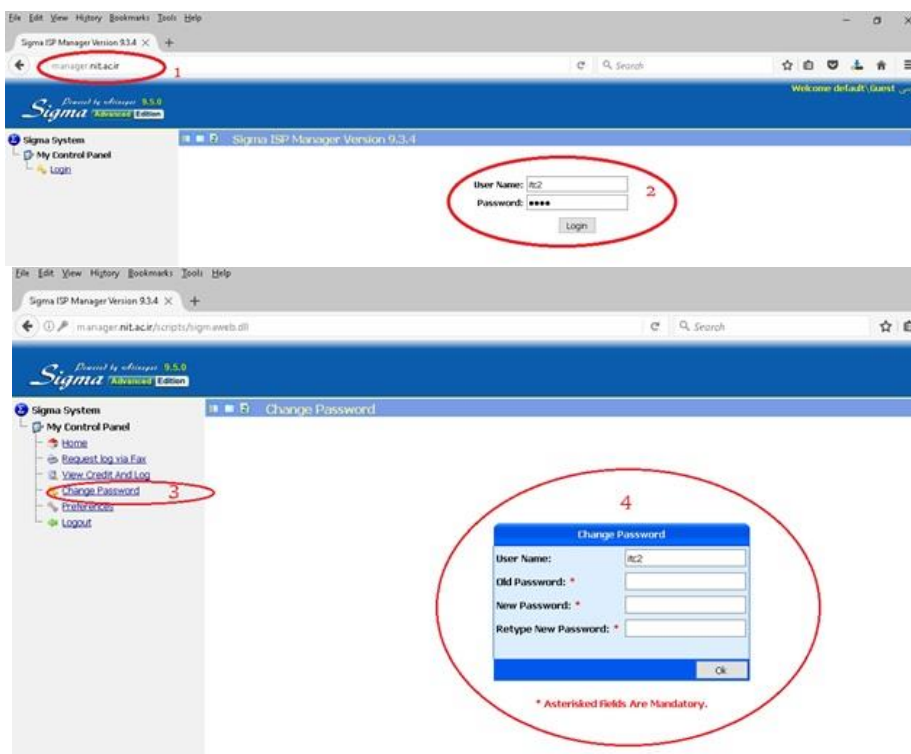 File Edit View History Bookmarks Tools Help
Sigma ISP Manager Version 9.3.4
manager.nit.ac.ir
1
Search
Welcome default\Guest
Powered by whisper 9.5.0
Sigma Advanced Edition
Sigma System
My Control Panel
Login
Sigma ISP Manager Version 9.3.4
User Name: itc2
Password: ••••
2
Login
File Edit View History Bookmarks Tools Help
Sigma ISP Manager Version 9.3.4
manager.nit.ac.ir/scripts/sigmaweb.dll
Search
Powered by whisper 9.5.0
Sigma Advanced Edition
Sigma System
My Control Panel
Home
Request log via Fax
View Credit And Log
Change Password
3
Preferences
Logout
Change Password
4
Change Password
User Name: itc2
Old Password: *
New Password: *
Retype New Password: *
Ok
* Asterisked Fields Are Mandatory.